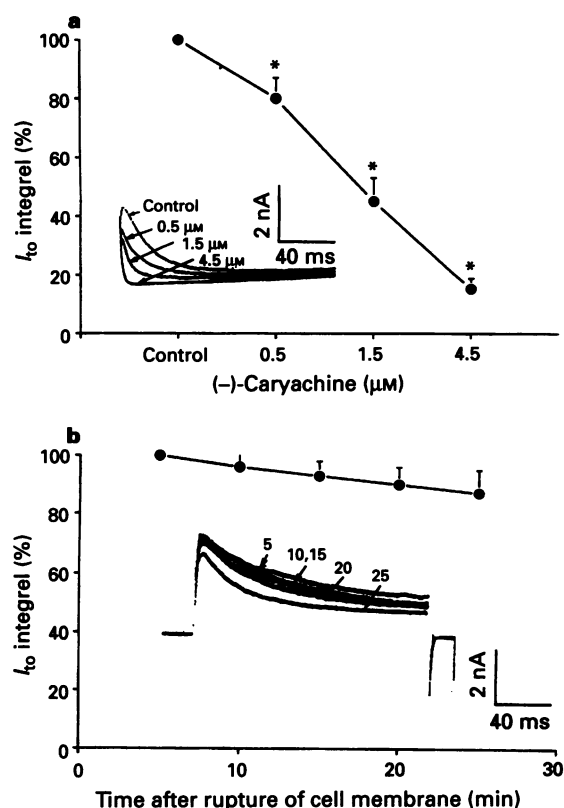 a
100
80
60
40
20
0
I to integrel (%)
Control
0.5 μM
1.5 μM
4.5 μM
2 nA
40 ms
*
*
*
Control 0.5 1.5 4.5
(–)-Caryachine (μM)
b
100
80
60
40
20
0
I to integrel (%)
5
10,15
20
25
2 nA
40 ms
0 10 20 30
Time after rupture of cell membrane (min)